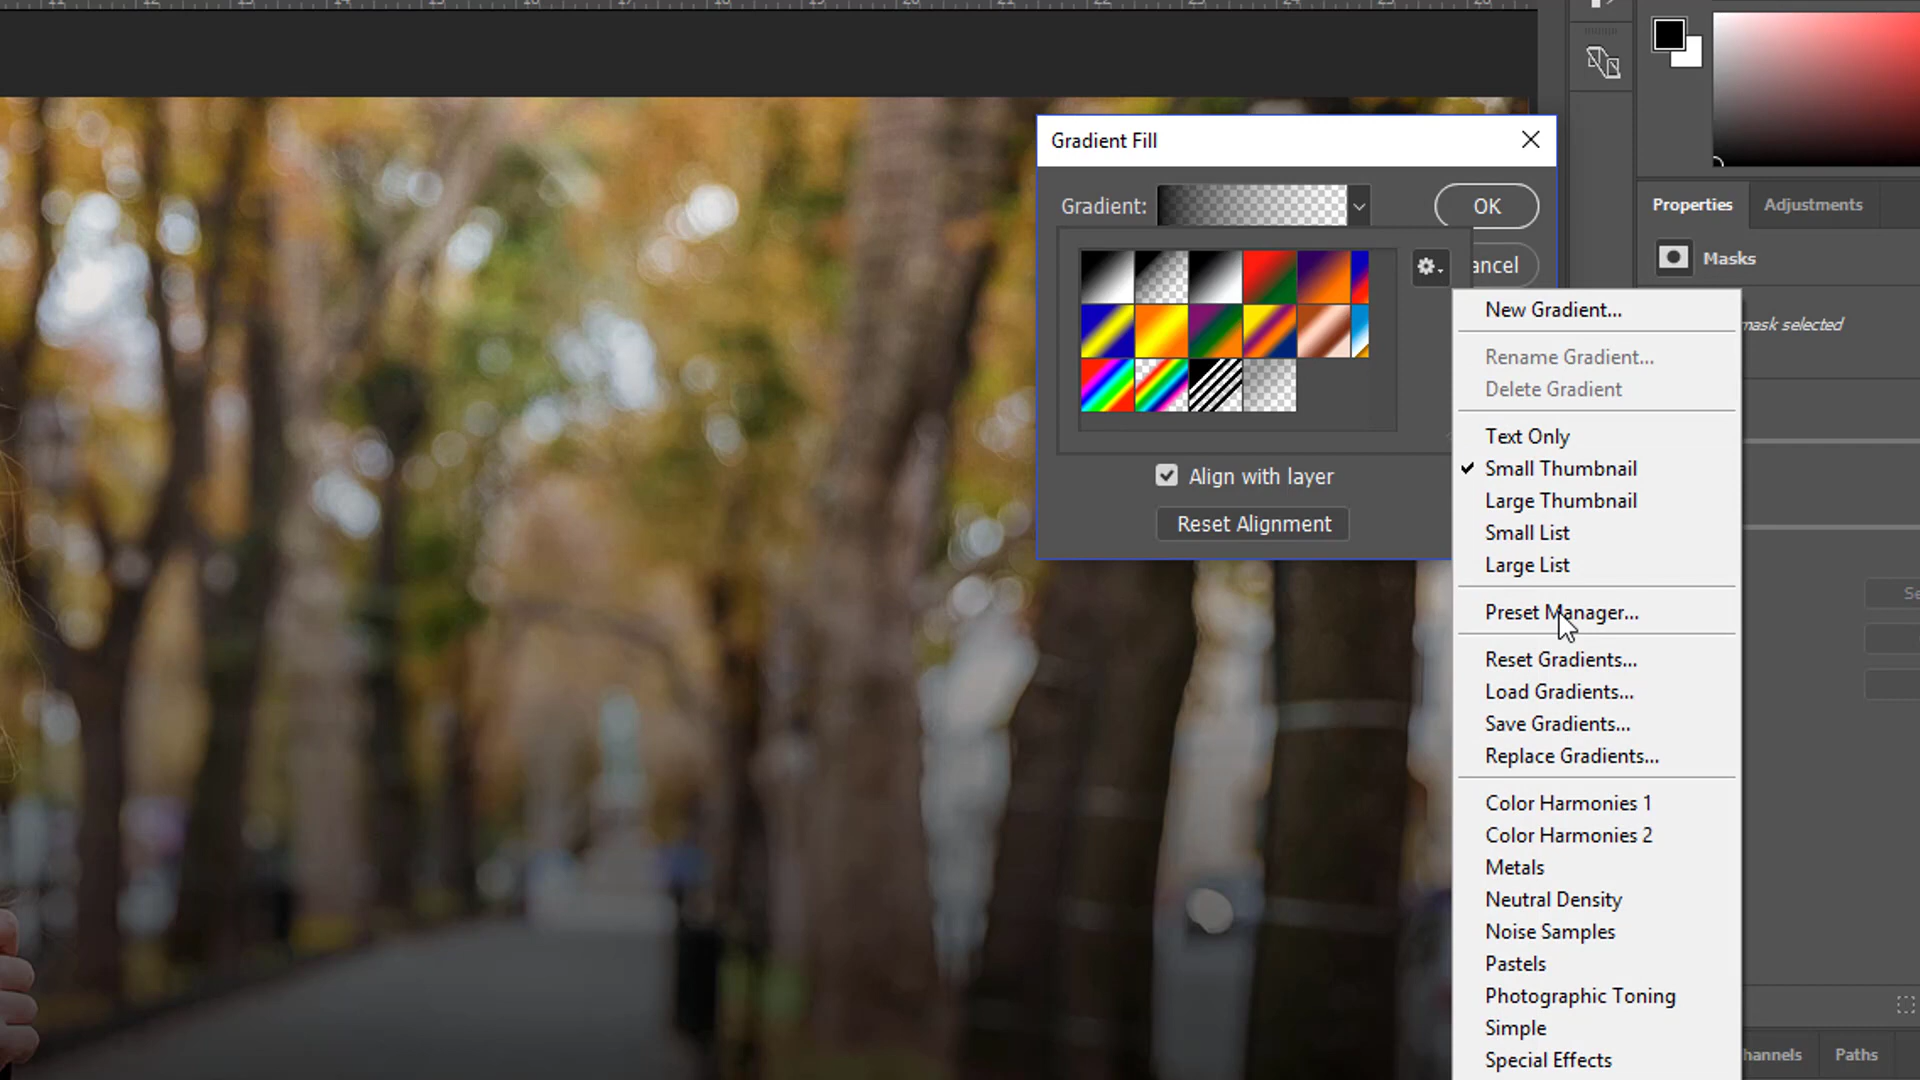 Gradient Fill
Gradient:
OK
ancel
Align with layer
Reset Alignment
New Gradient...
Rename Gradient...
Delete Gradient
Text Only
Small Thumbnail
Large Thumbnail
Small List
Large List
Preset Manager...
Reset Gradients...
Load Gradients...
Save Gradients...
Replace Gradients...
Color Harmonies 1
Color Harmonies 2
Metals
Neutral Density
Noise Samples
Pastels
Photographic Toning
Simple
Special Effects
Properties
Adjustments
Masks
mask selected
Se
hannels
Paths